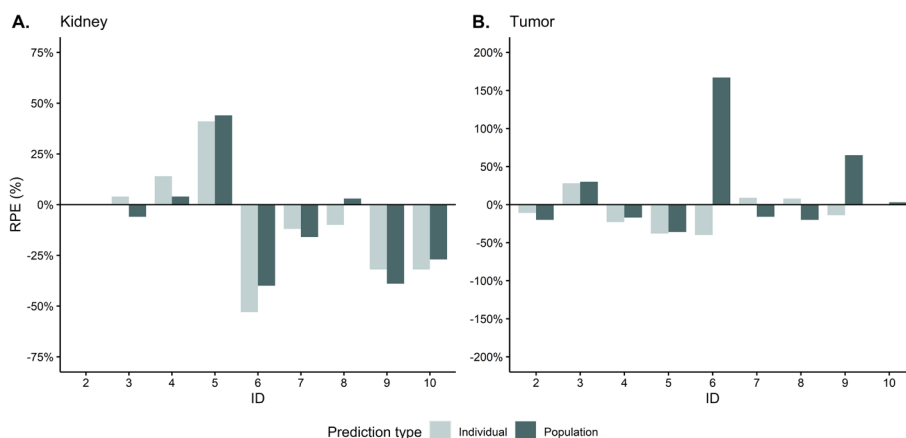 A. Kidney
75%
50%
25%
0%
-25%
-50%
-75%
RPE (%)
2 3 4 5 6 7 8 9 10
ID
B. Tumor
200%
150%
100%
50%
0%
-50%
-100%
-150%
-200%
2 3 4 5 6 7 8 9 10
ID
Prediction type Individual Population